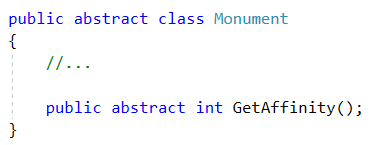 public abstract class Monument
{
    //...

    public abstract int GetAffinity();
}